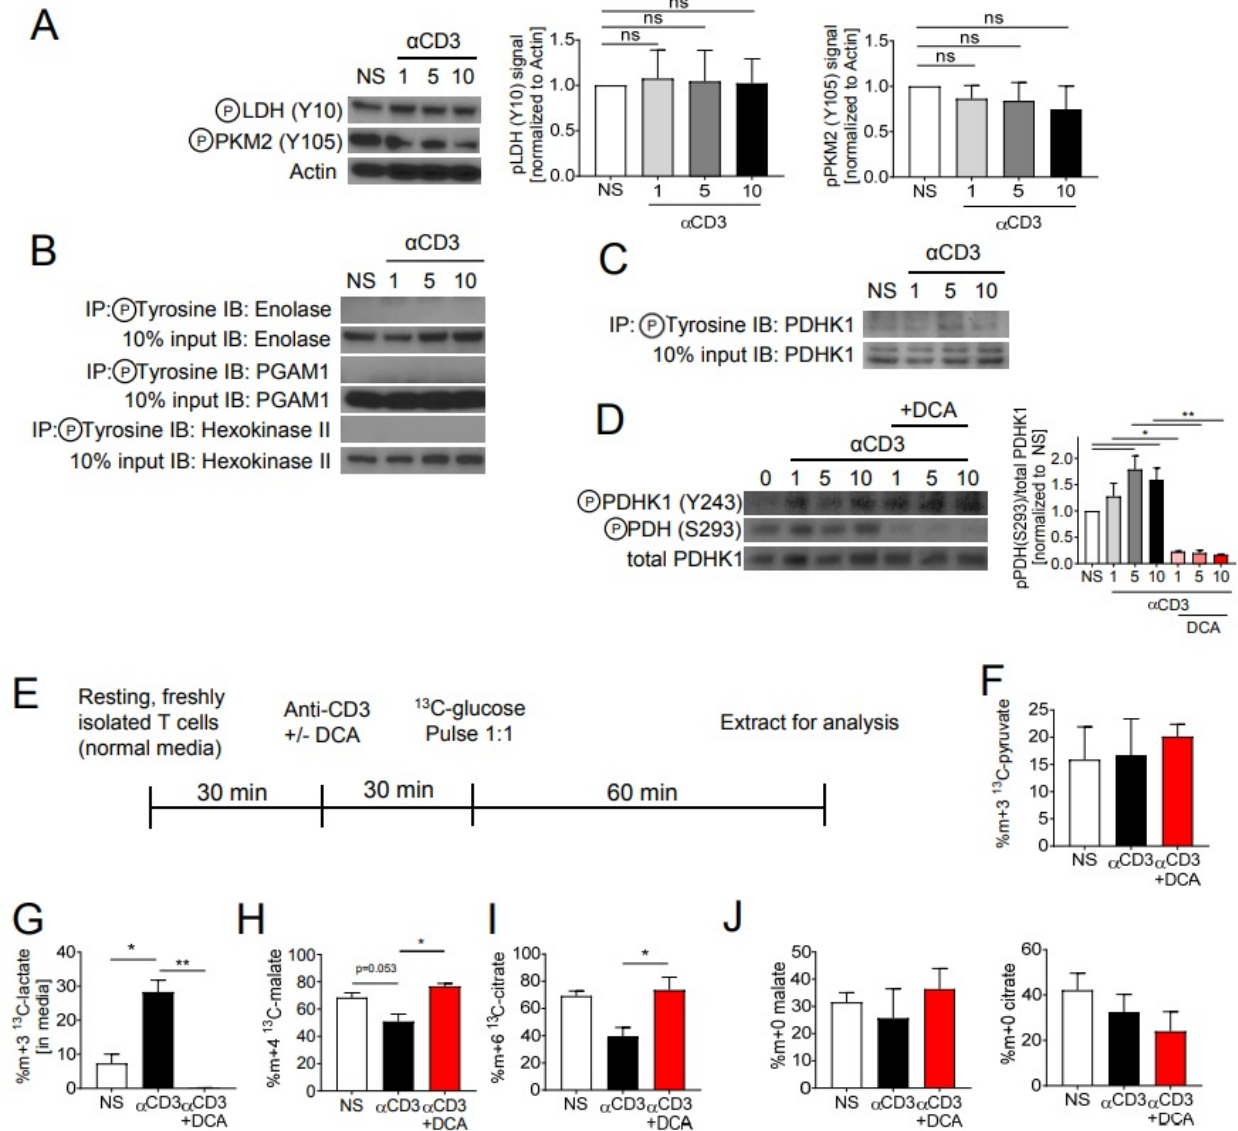 A
αCD3
NS 1 5 10
ⓅLDH (Y10)
ⓅPKM2 (Y105)
Actin
pLDH (Y10) signal
[normalized to Actin]
ns
ns
ns
1.5
1.0
0.5
0.0
NS 1 5 10
αCD3
pPKM2 (Y105) signal
[normalized to Actin]
ns
ns
ns
1.5
1.0
0.5
0.0
NS 1 5 10
αCD3
B
αCD3
NS 1 5 10
IP:ⓅTyrosine IB: Enolase
10% input IB: Enolase
IP:ⓅTyrosine IB: PGAM1
10% input IB: PGAM1
IP:ⓅTyrosine IB: Hexokinase II
10% input IB: Hexokinase II
C
αCD3
NS 1 5 10
IP: ⓅTyrosine IB: PDHK1
10% input IB: PDHK1
D
+DCA
αCD3
0 1 5 10 1 5 10
ⓅPDHK1 (Y243)
ⓅPDH (S293)
total PDHK1
pPDH(S293)/total PDHK1
[normalized to NS]
**
*
2.0
1.5
1.0
0.5
0.0
NS 1 5 10 1 5 10
αCD3
DCA
E
Resting, freshly
isolated T cells
(normal media)
Anti-CD3
+/- DCA
¹³C-glucose
Pulse 1:1
Extract for analysis
30 min
30 min
60 min
F
%m+3 ¹³C-pyruvate
25
20
15
10
5
0
NS αCD3 αCD3
+DCA
G
%m+3 ¹³C-lactate
[in media]
*
**
40
30
20
10
0
NS αCD3 αCD3
+DCA
H
%m+4 ¹³C-malate
p=0.053
*
100
80
60
40
20
0
NS αCD3 αCD3
+DCA
I
%m+6 ¹³C-citrate
*
100
80
60
40
20
0
NS αCD3 αCD3
+DCA
J
%m+0 malate
50
40
30
20
10
0
NS αCD3 αCD3
+DCA
%m+0 citrate
60
40
20
0
NS αCD3 αCD3
+DCA